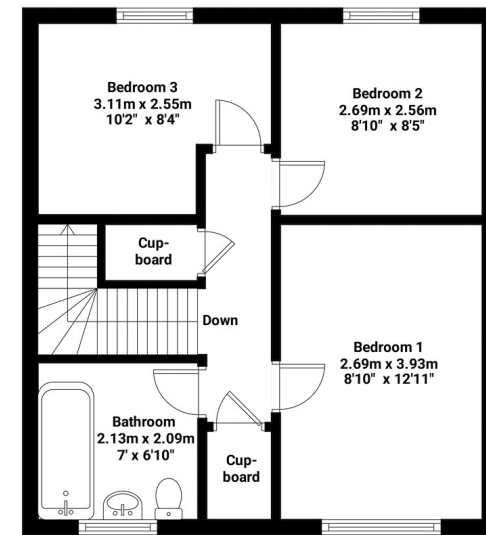 Bedroom 3
3.11m x 2.55m
10'2" x 8'4"
Bedroom 2
2.69m x 2.56m
8'10" x 8'5"
Cup-
board
Down
Bedroom 1
2.69m x 3.93m
8'10" x 12'11"
Bathroom
2.13m x 2.09m
7' x 6'10"
Cup-
board